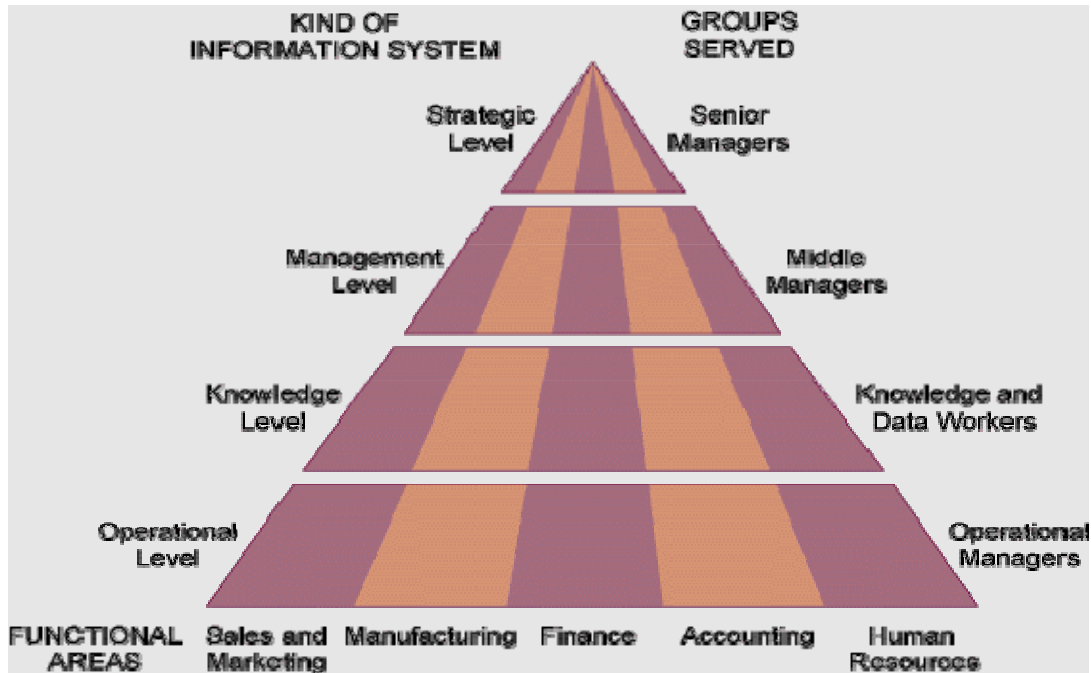 KIND OF
INFORMATION SYSTEM
GROUPS
SERVED
Strategic
Level
Senior
Managers
Management
Level
Middle
Managers
Knowledge
Level
Knowledge and
Data Workers
Operational
Level
Operational
Managers
FUNCTIONAL
AREAS
Sales and
Marketing
Manufacturing
Finance
Accounting
Human
Resources